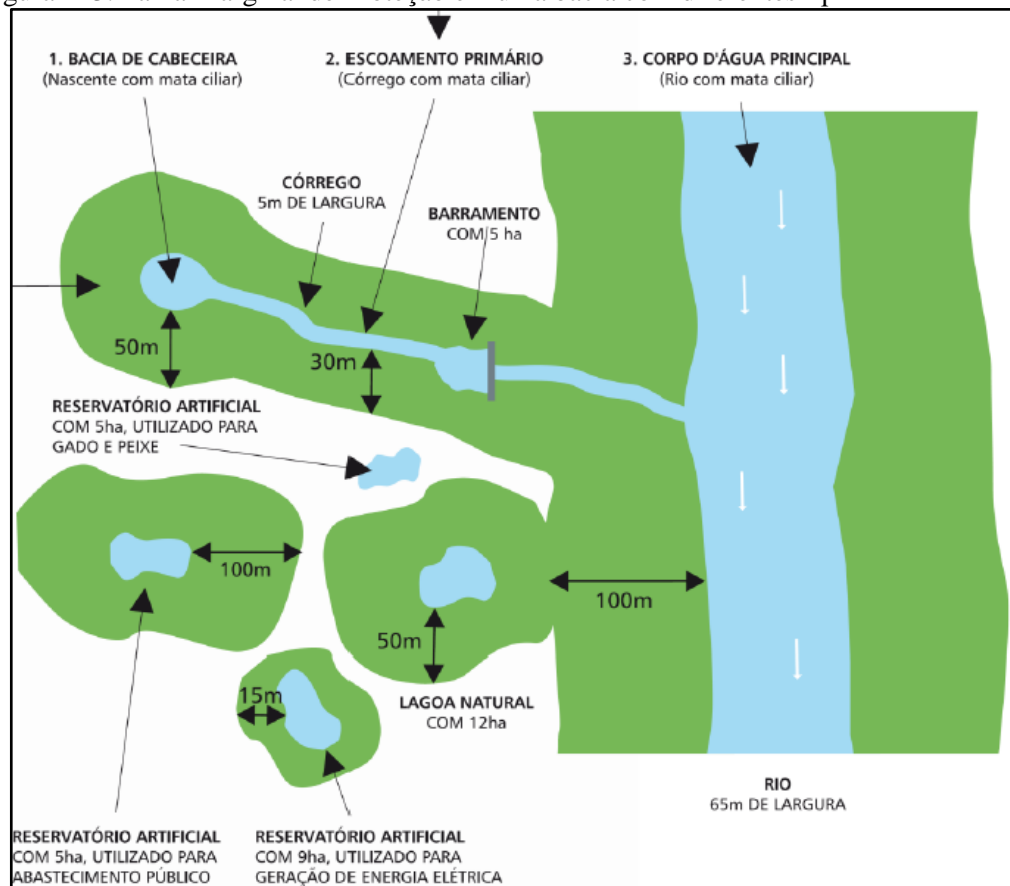 1. BACIA DE CABECEIRA
(Nascente com mata ciliar)
2. ESCOAMENTO PRIMÁRIO
(Córrego com mata ciliar)
3. CORPO D'ÁGUA PRINCIPAL
(Rio com mata ciliar)
CÓRREGO
5m DE LARGURA
BARRAMENTO
COM 5 ha
50m
30m
RESERVATÓRIO ARTIFICIAL
COM 5ha, UTILIZADO PARA
GADO E PEIXE
100m
100m
50m
15m
LAGOA NATURAL
COM 12ha
RIO
65m DE LARGURA
RESERVATÓRIO ARTIFICIAL
COM 5ha, UTILIZADO PARA
ABASTECIMENTO PÚBLICO
RESERVATÓRIO ARTIFICIAL
COM 9ha, UTILIZADO PARA
GERAÇÃO DE ENERGIA ELÉTRICA